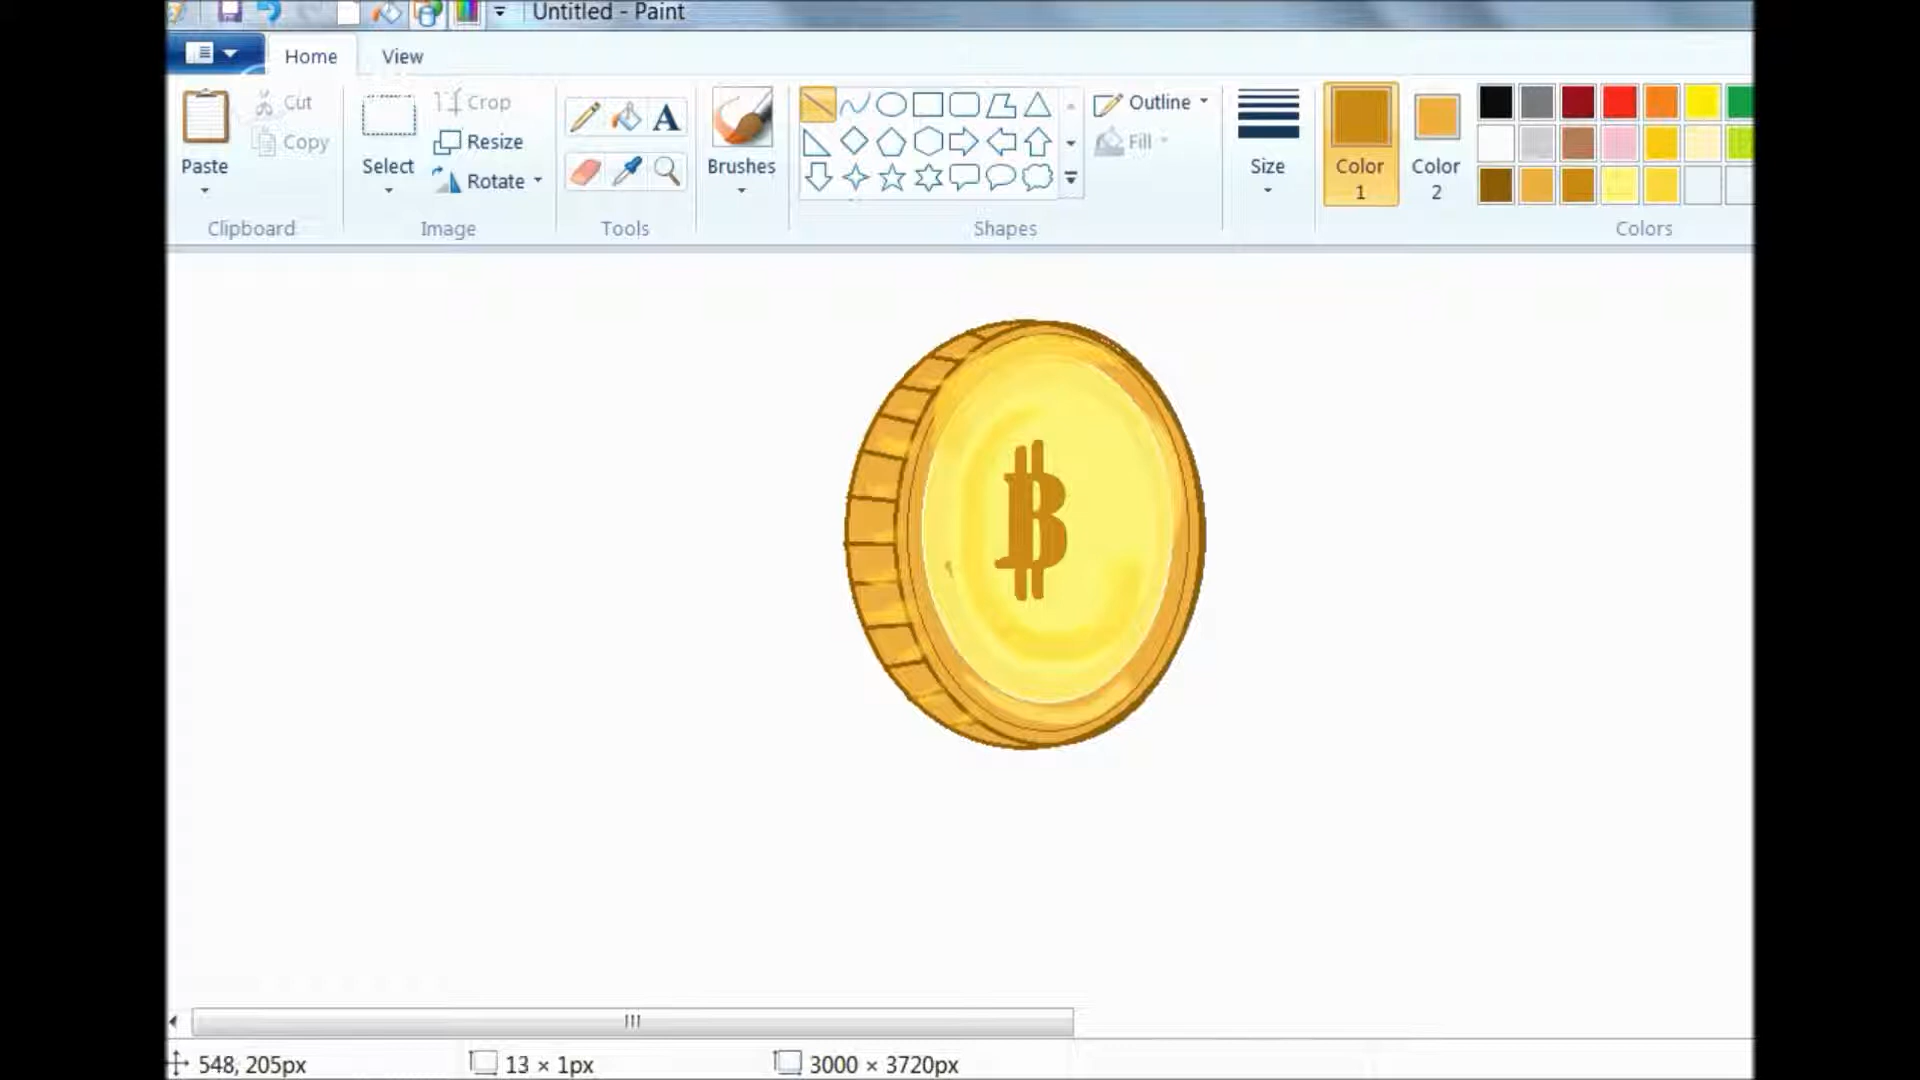 Untitled - Paint
Home View
Cut
Copy
Paste
Clipboard
Crop
Resize
Rotate
Select
Image
A
Tools
Brushes
Shapes
Outline
Fill
Size
Color 1
Color 2
Colors
B
548, 205px 13 × 1px 3000 × 3720px